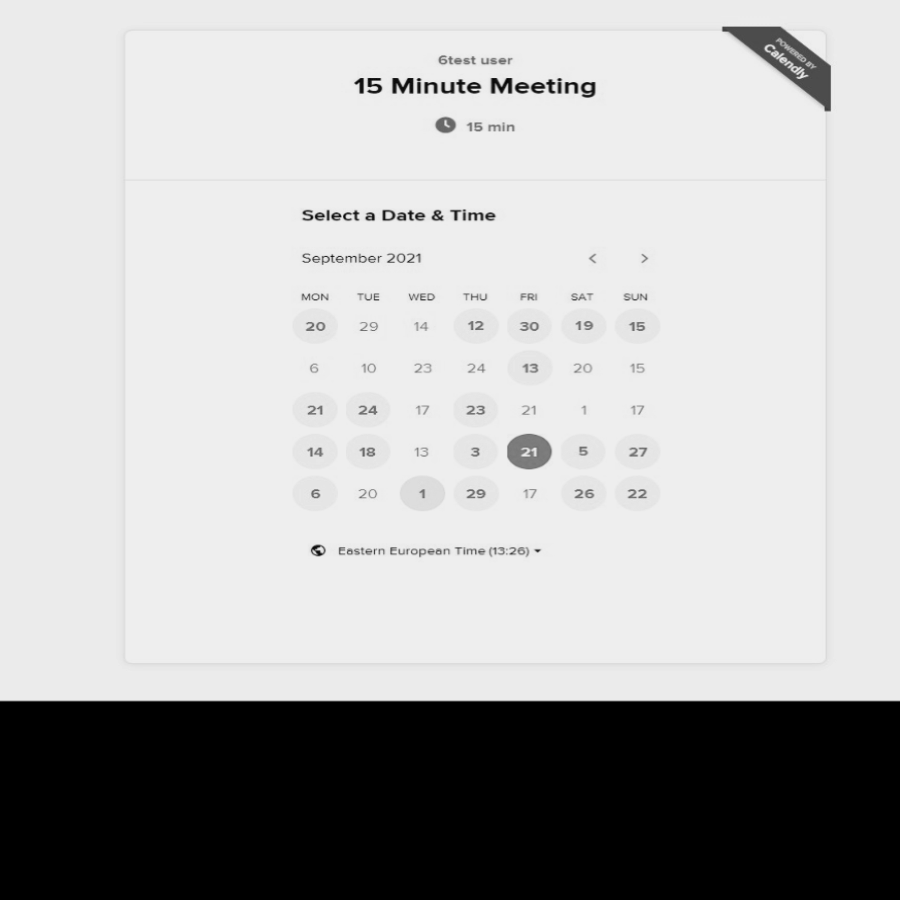 POWERED BY
Calendly
6test user
15 Minute Meeting
15 min
Select a Date & Time
September 2021
MON TUE WED THU FRI SAT SUN
20 29 14 12 30 19 15
6 10 23 24 13 20 15
21 24 17 23 21 1 17
14 18 13 3 21 5 27
6 20 1 29 17 26 22
Eastern European Time (13:26)